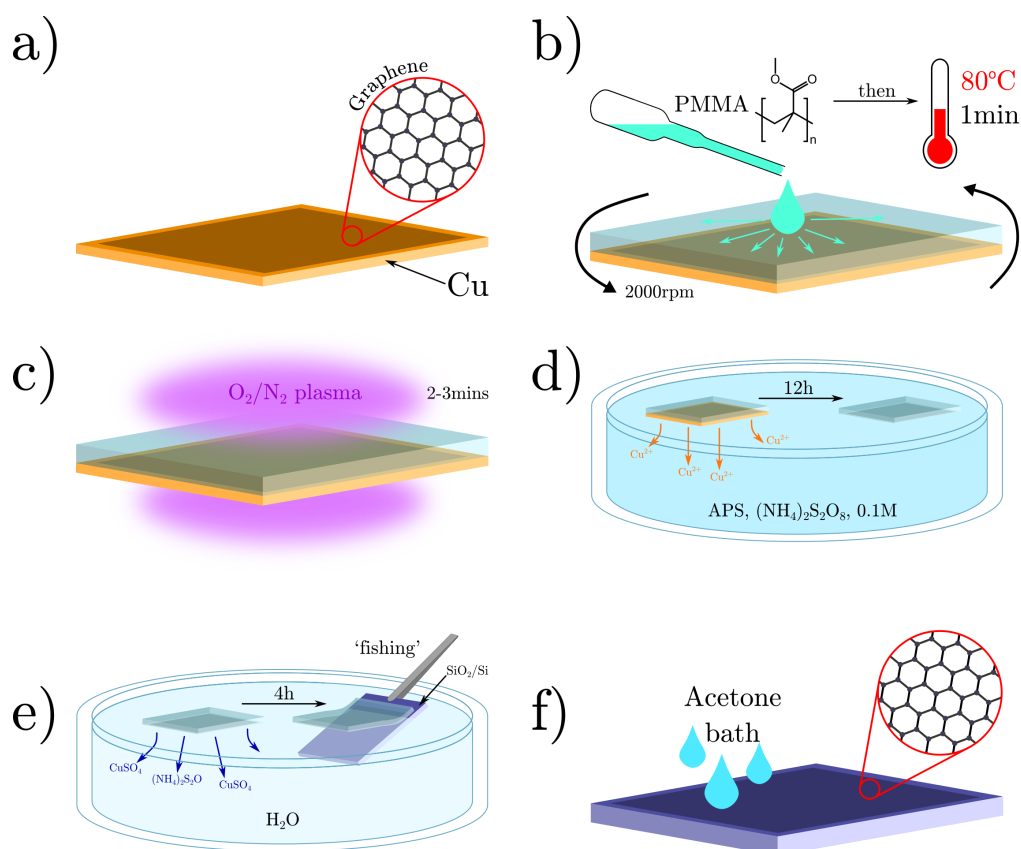 a)
Graphene
Cu
b)
PMMA
O
O
n
then
80°C
1min
2000rpm
c)
O₂/N₂ plasma
2-3mins
d)
12h
Cu²⁺
Cu²⁺
Cu²⁺
Cu²⁺
APS, (NH₄)₂S₂O₈, 0.1M
e)
'fishing'
SiO₂/Si
4h
CuSO₄
(NH₄)₂S₂O
CuSO₄
H₂O
f)
Acetone
bath